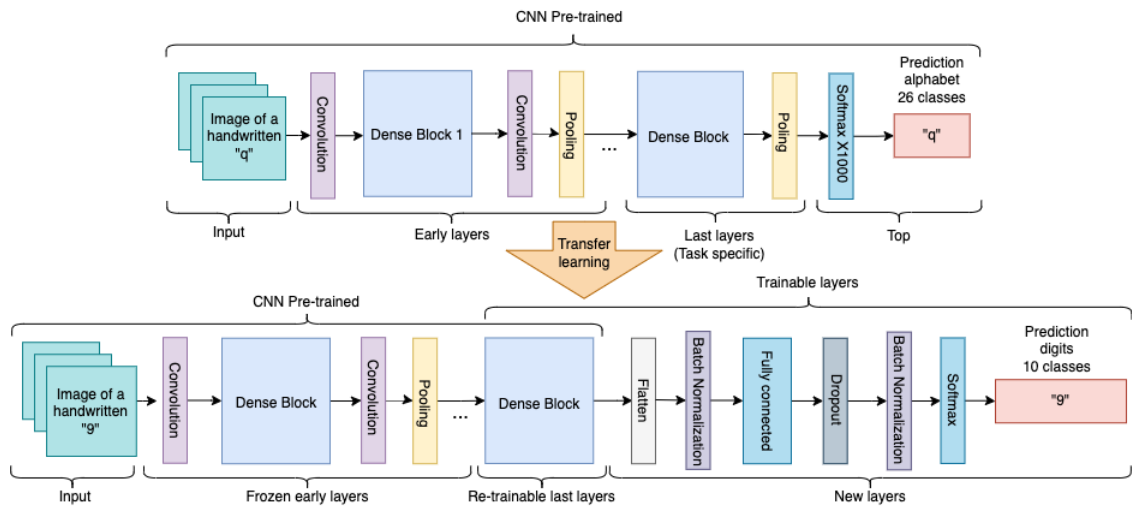 CNN Pre-trained
Image of a
handwritten
"q"
Convolution
Dense Block 1
Convolution
Pooling
...
Dense Block
Poling
Softmax X1000
Prediction
alphabet
26 classes
"q"
Input
Early layers
Last layers
(Task specific)
Top
Transfer
learning
CNN Pre-trained
Trainable layers
Image of a
handwritten
"9"
Convolution
Dense Block
Convolution
Pooling
...
Dense Block
Flatten
Batch Normalization
Fully connected
Dropout
Batch Normalization
Softmax
Prediction
digits
10 classes
"9"
Input
Frozen early layers
Re-trainable last layers
New layers